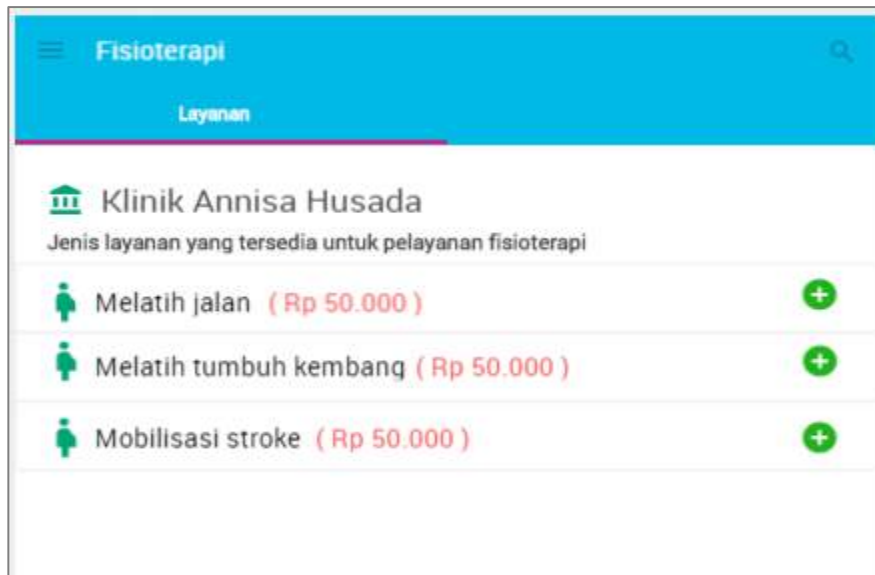 Fisioterapi
Layanan
Klinik Annisa Husada
Jenis layanan yang tersedia untuk pelayanan fisioterapi
Melatih jalan ( Rp 50.000 )
Melatih tumbuh kembang ( Rp 50.000 )
Mobilisasi stroke ( Rp 50.000 )